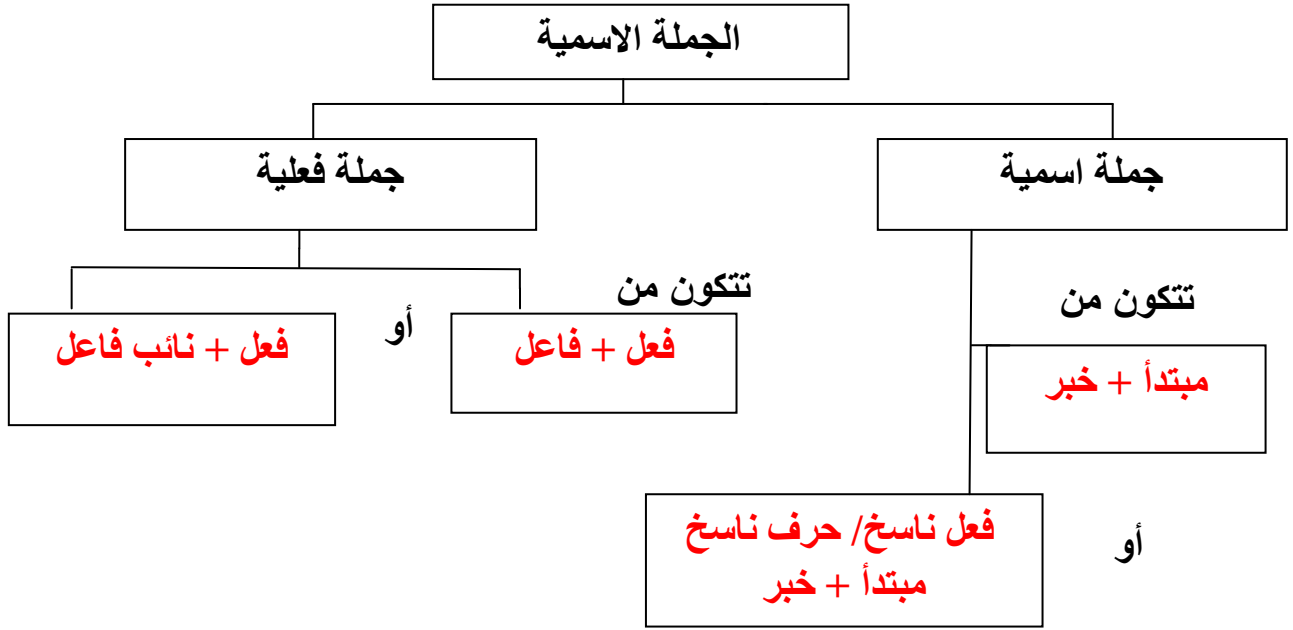 الجملة الاسمية
جملة اسمية
جملة فعلية
تتكون من
مبتدأ + خبر
أو
فعل ناسخ/ حرف ناسخ
مبتدأ + خبر
تتكون من
فعل + فاعل
أو
فعل + نائب فاعل